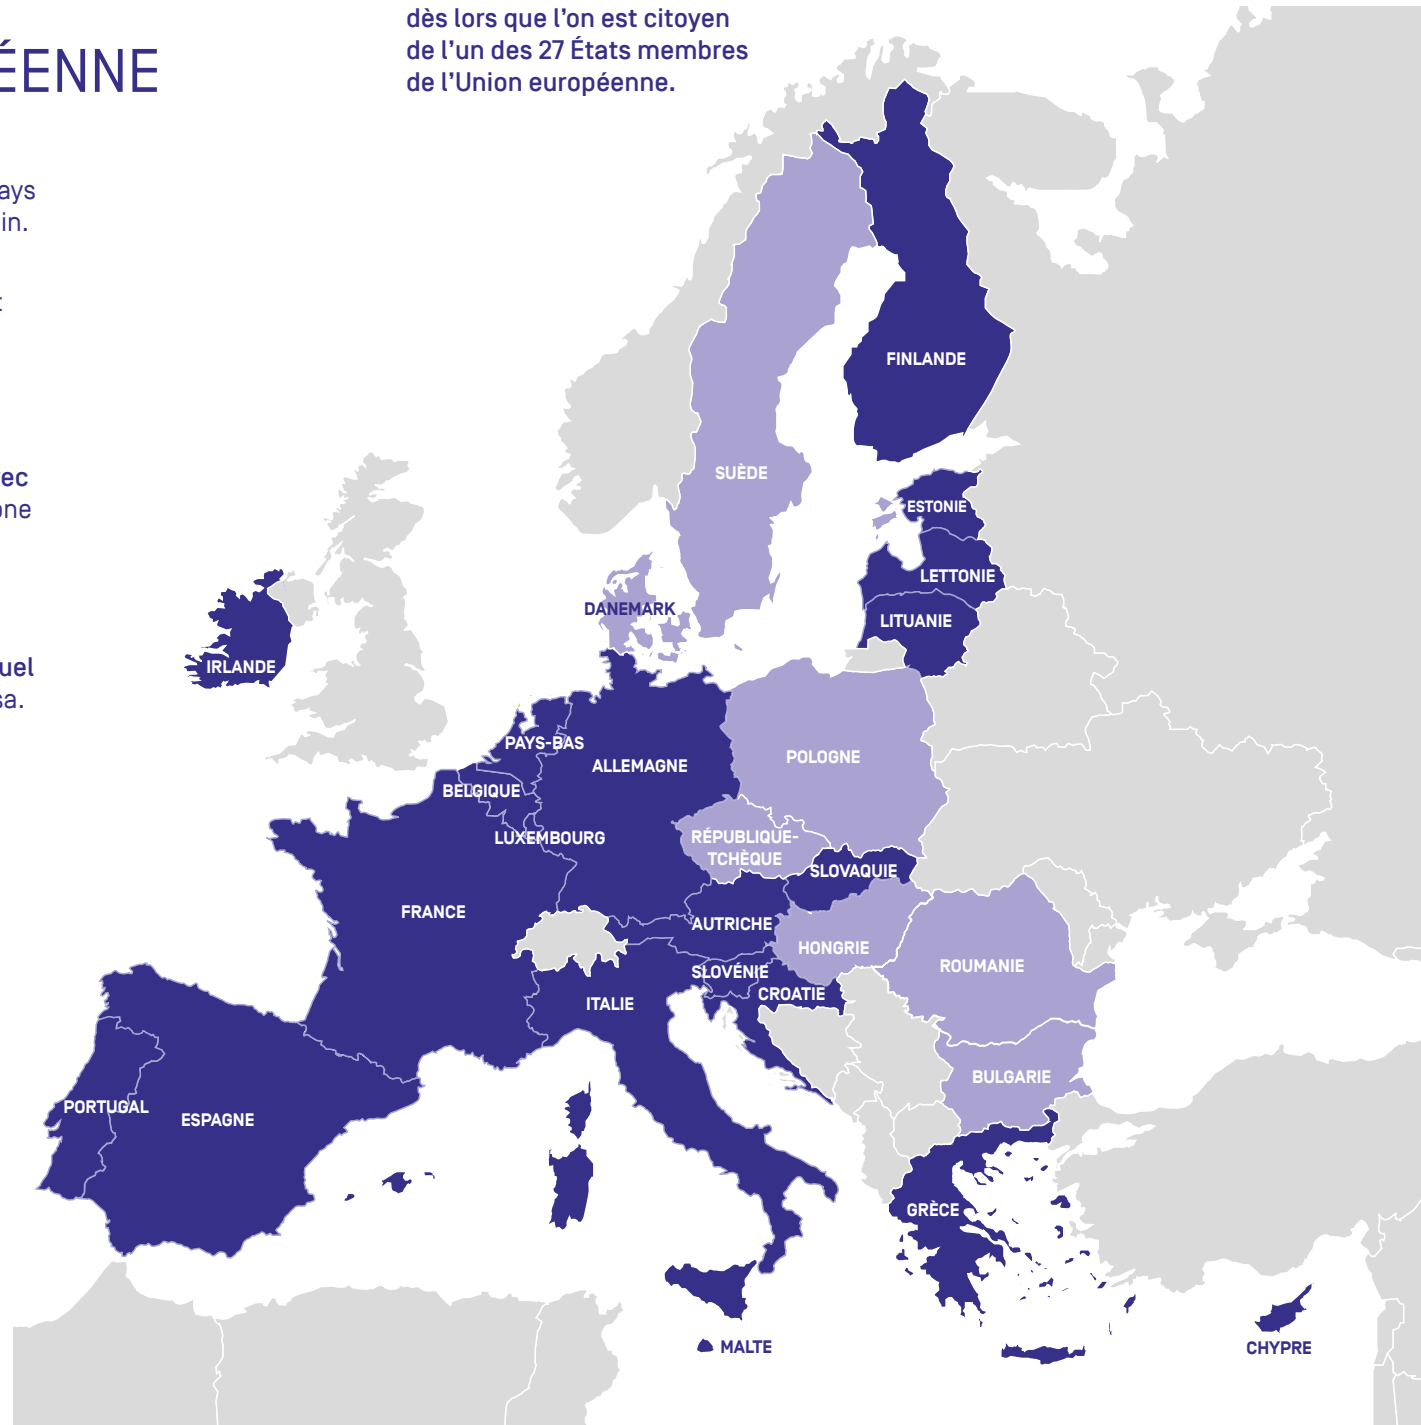 ÉENNE
ays
in.
t
ec
one
uel
sa.
dès lors que l'on est citoyen
de l'un des 27 États membres
de l'Union européenne.
FINLANDE
SUÈDE
ESTONIE
LETTONIE
LITUANIE
DANEMARK
IRLANDE
PAYS-BAS
ALLEMAGNE
POLOGNE
BELGIQUE
LUXEMBOURG
RÉPUBLIQUE-
TCHÈQUE
SLOVAQUIE
FRANCE
AUTRICHE
HONGRIE
ROUMANIE
SLOVÉNIE
CROATIE
ITALIE
BULGARIE
PORTUGAL
ESPAGNE
GRÈCE
MALTE
CHYPRE